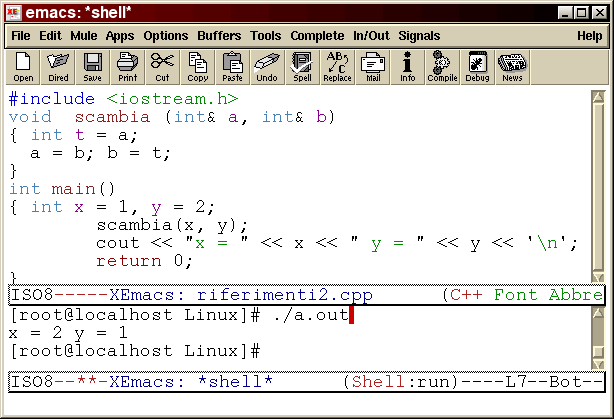 emacs: *shell*
File Edit Mule Apps Options Buffers Tools Complete In/Out Signals Help
Open Dired Save Print Cut Copy Paste Undo Spell Replace Mail Info Compile Debug News
#include <iostream.h>
void  scambia (int& a, int& b)
{ int t = a;
  a = b; b = t;
}
int main()
{ int x = 1, y = 2;
        scambia(x, y);
        cout << "x = " << x << " y = " << y << '\n';
        return 0;
}
ISO8-----XEmacs: riferimenti2.cpp      (C++ Font Abbre
[root@localhost Linux]# ./a.out
x = 2 y = 1
[root@localhost Linux]#
ISO8--**-XEmacs: *shell*      (Shell:run)----L7--Bot--